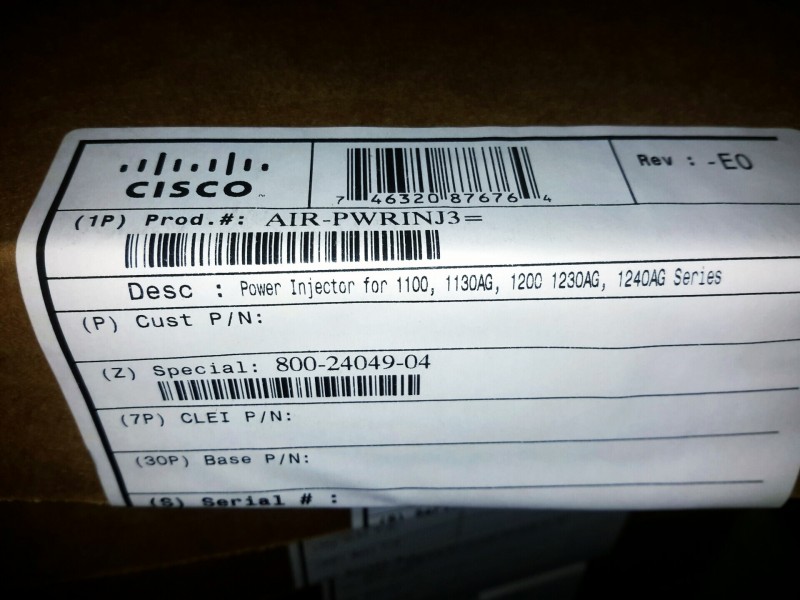 CISCO
7 46320 87676 4
Rev : -E0
(1P) Prod.#: AIR-PWRINJ3=
Desc : Power Injector for 1100, 1130AG, 1200 1230AG, 1240AG Series
(P) Cust P/N:
(Z) Special: 800-24049-04
(7P) CLEI P/N:
(30P) Base P/N:
(S) Serial # :